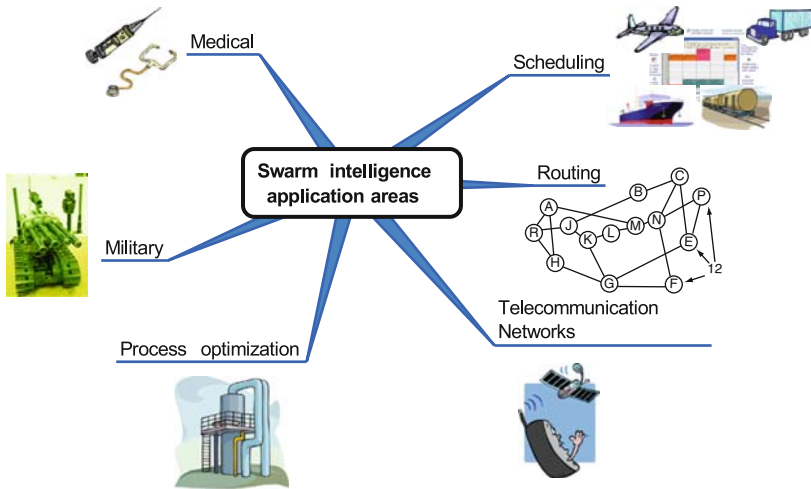 Medical
Scheduling
Swarm intelligence
application areas
Routing
C
B
P
A
N
M
J
L
R
K
E
H
12
G
F
Military
Telecommunication
Networks
Process optimization